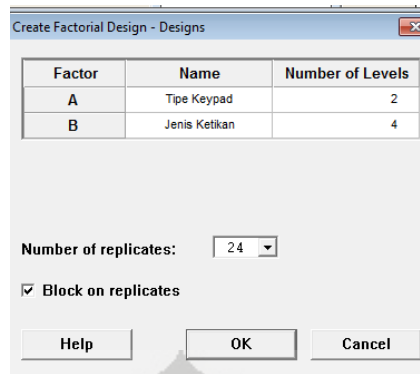 Create Factorial Design - Designs
Factor Name Number of Levels
A Tipe Keypad 2
B Jenis Ketikan 4
Number of replicates: 24
Block on replicates
Help OK Cancel